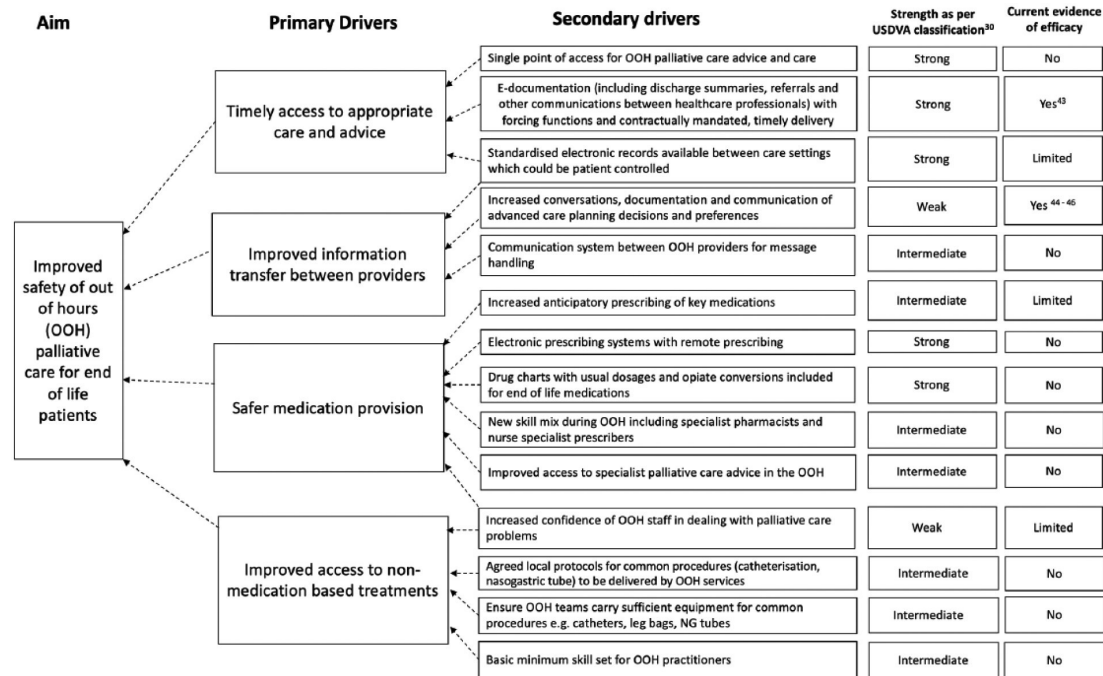 Aim
Primary Drivers
Secondary drivers
Strength as per
USDVA classification30
Current evidence
of efficacy
Improved
safety of out
of hours
(OOH)
palliative
care for end
of life
patients
Timely access to appropriate
care and advice
Improved information
transfer between providers
Safer medication provision
Improved access to non-
medication based treatments
Single point of access for OOH palliative care advice and care
Strong
No
E-documentation (including discharge summaries, referrals and
other communications between healthcare professionals) with
forcing functions and contractually mandated, timely delivery
Strong
Yes43
Standardised electronic records available between care settings
which could be patient controlled
Strong
Limited
Increased conversations, documentation and communication of
advanced care planning decisions and preferences
Weak
Yes 44 - 46
Communication system between OOH providers for message
handling
Intermediate
No
Increased anticipatory prescribing of key medications
Intermediate
Limited
Electronic prescribing systems with remote prescribing
Strong
No
Drug charts with usual dosages and opiate conversions included
for end of life medications
Strong
No
New skill mix during OOH including specialist pharmacists and
nurse specialist prescribers
Intermediate
No
Improved access to specialist palliative care advice in the OOH
Intermediate
No
Increased confidence of OOH staff in dealing with palliative care
problems
Weak
Limited
Agreed local protocols for common procedures (catheterisation,
nasogastric tube) to be delivered by OOH services
Intermediate
No
Ensure OOH teams carry sufficient equipment for common
procedures e.g. catheters, leg bags, NG tubes
Intermediate
No
Basic minimum skill set for OOH practitioners
Intermediate
No